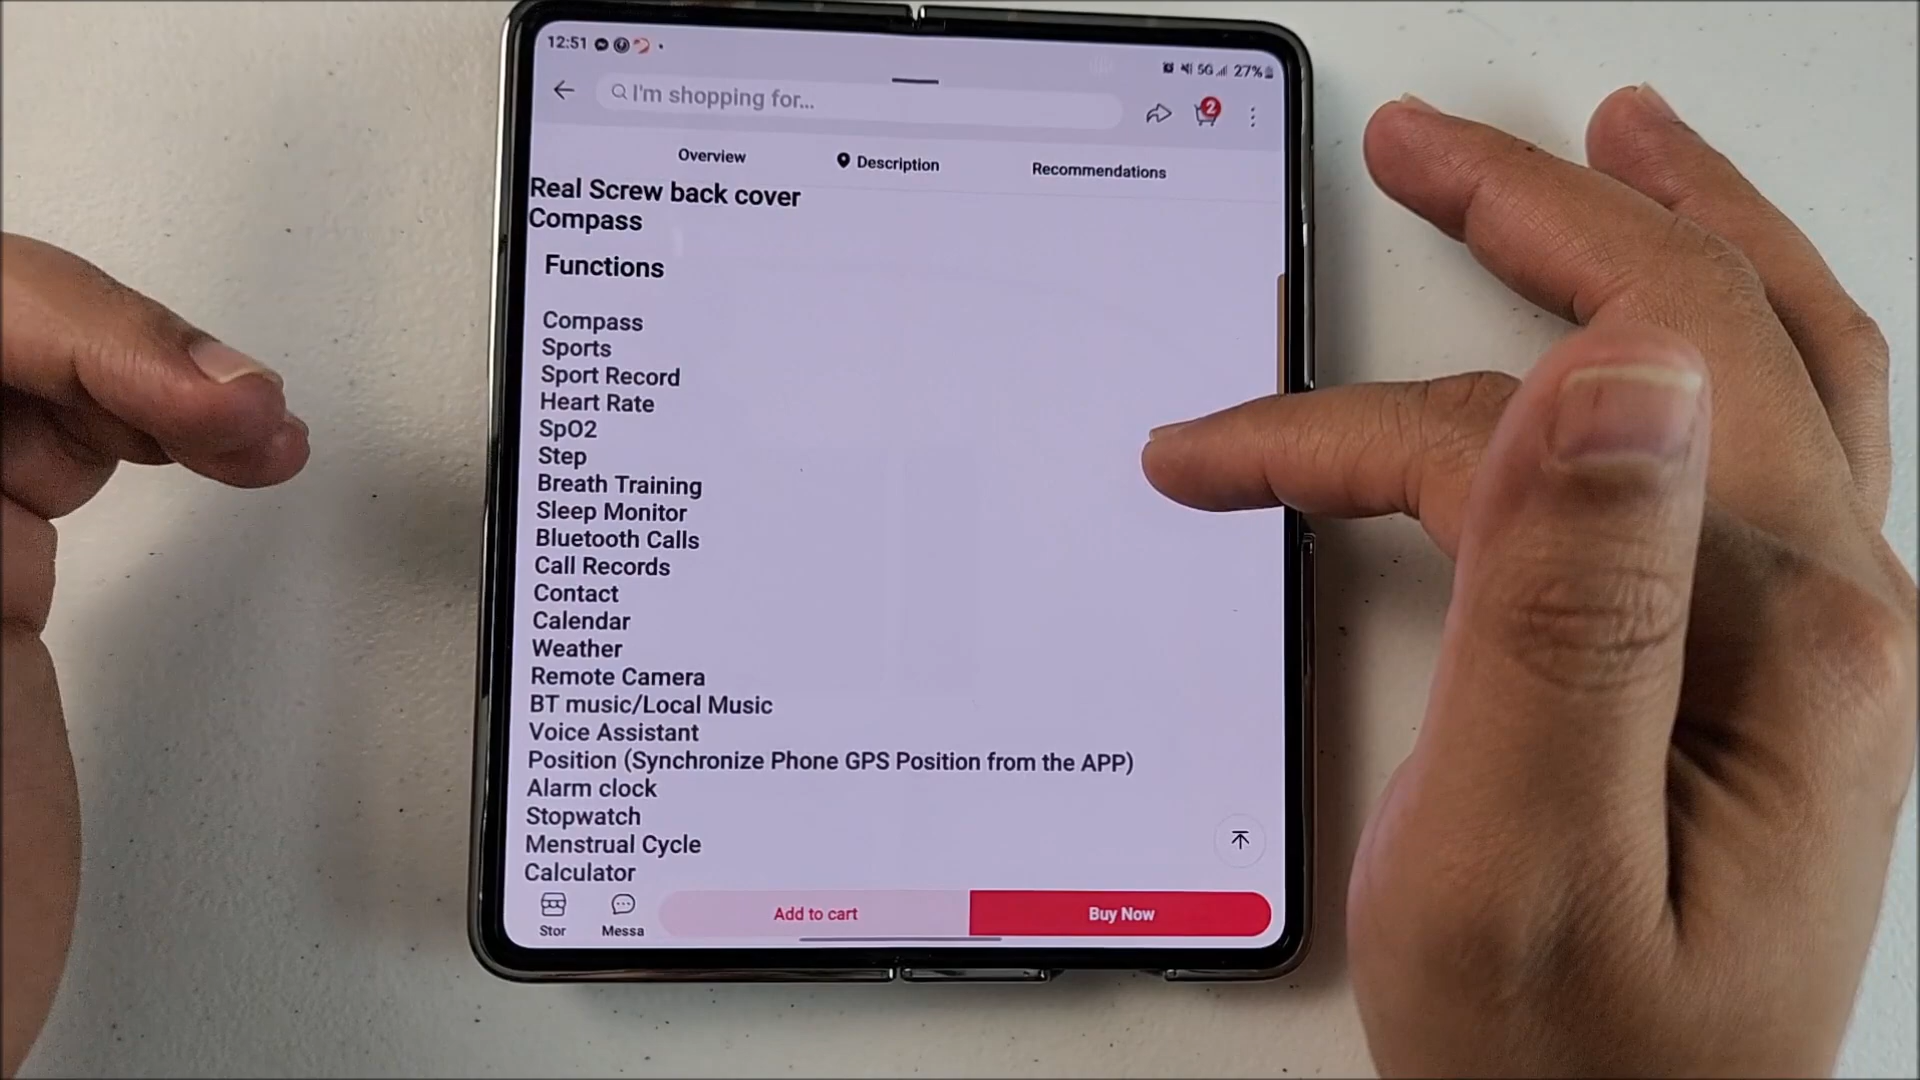 12:51
5G 27%
I'm shopping for...
2
Overview Description Recommendations
Real Screw back cover
Compass
Functions
Compass
Sports
Sport Record
Heart Rate
SpO2
Step
Breath Training
Sleep Monitor
Bluetooth Calls
Call Records
Contact
Calendar
Weather
Remote Camera
BT music/Local Music
Voice Assistant
Position (Synchronize Phone GPS Position from the APP)
Alarm clock
Stopwatch
Menstrual Cycle
Calculator
Stor Messa Add to cart Buy Now